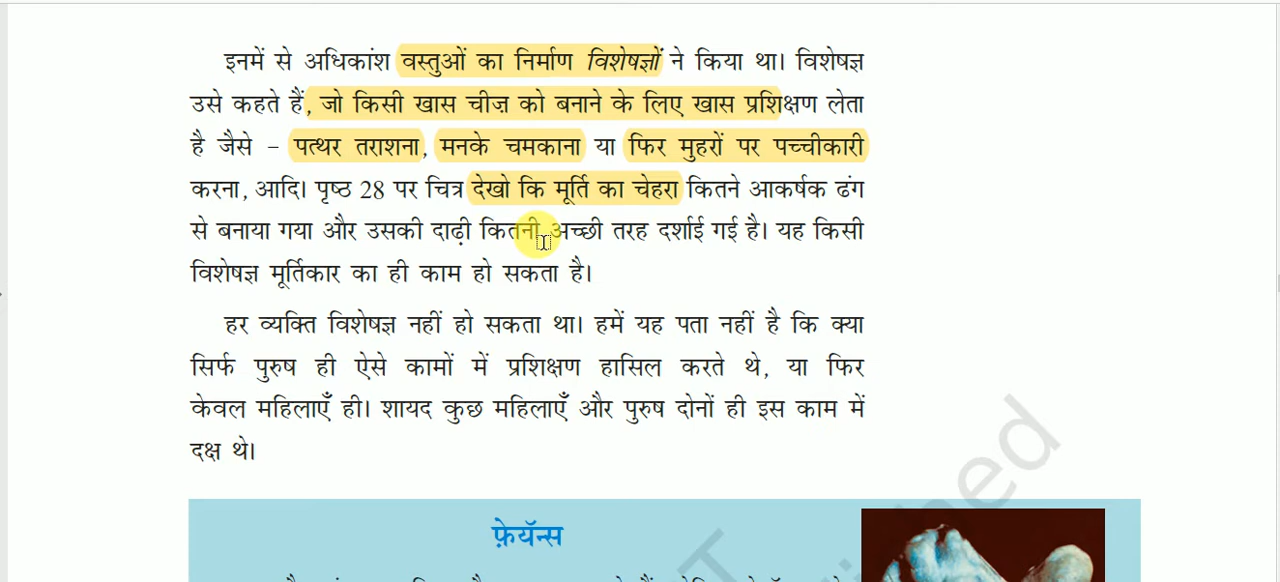 इनमें से अधिकांश वस्तुओं का निर्माण विशेषज्ञों ने किया था। विशेषज्ञ
उसे कहते हैं, जो किसी खास चीज़ को बनाने के लिए खास प्रशिक्षण लेता
है जैसे – पत्थर तराशना, मनके चमकाना या फिर मुहरों पर पच्चीकारी
करना, आदि। पृष्ठ 28 पर चित्र देखो कि मूर्ति का चेहरा कितने आकर्षक ढंग
से बनाया गया और उसकी दाढ़ी कितनी अच्छी तरह दर्शाई गई है। यह किसी
विशेषज्ञ मूर्तिकार का ही काम हो सकता है।
हर व्यक्ति विशेषज्ञ नहीं हो सकता था। हमें यह पता नहीं है कि क्या
सिर्फ पुरुष ही ऐसे कामों में प्रशिक्षण हासिल करते थे, या फिर
केवल महिलाएँ ही। शायद कुछ महिलाएँ और पुरुष दोनों ही इस काम में
दक्ष थे।
फ़ेयॉन्स